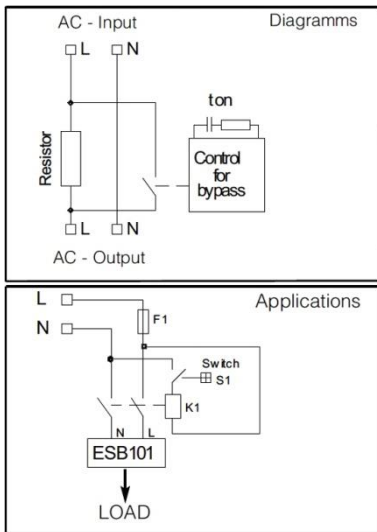 AC - Input
Diagramms
L N
ton
Resistor
Control
for
bypass
L N
AC - Output
L
Applications
F1
N
Switch
S1
K1
N L
ESB101
LOAD